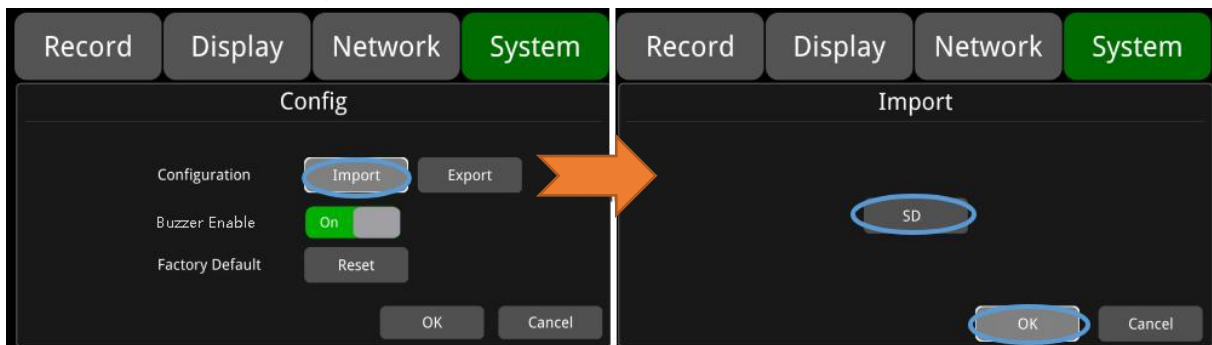 Record Display Network System
Config
Configuration Import Export
Buzzer Enable On
Factory Default Reset
OK Cancel
Record Display Network System
Import
SD
OK Cancel